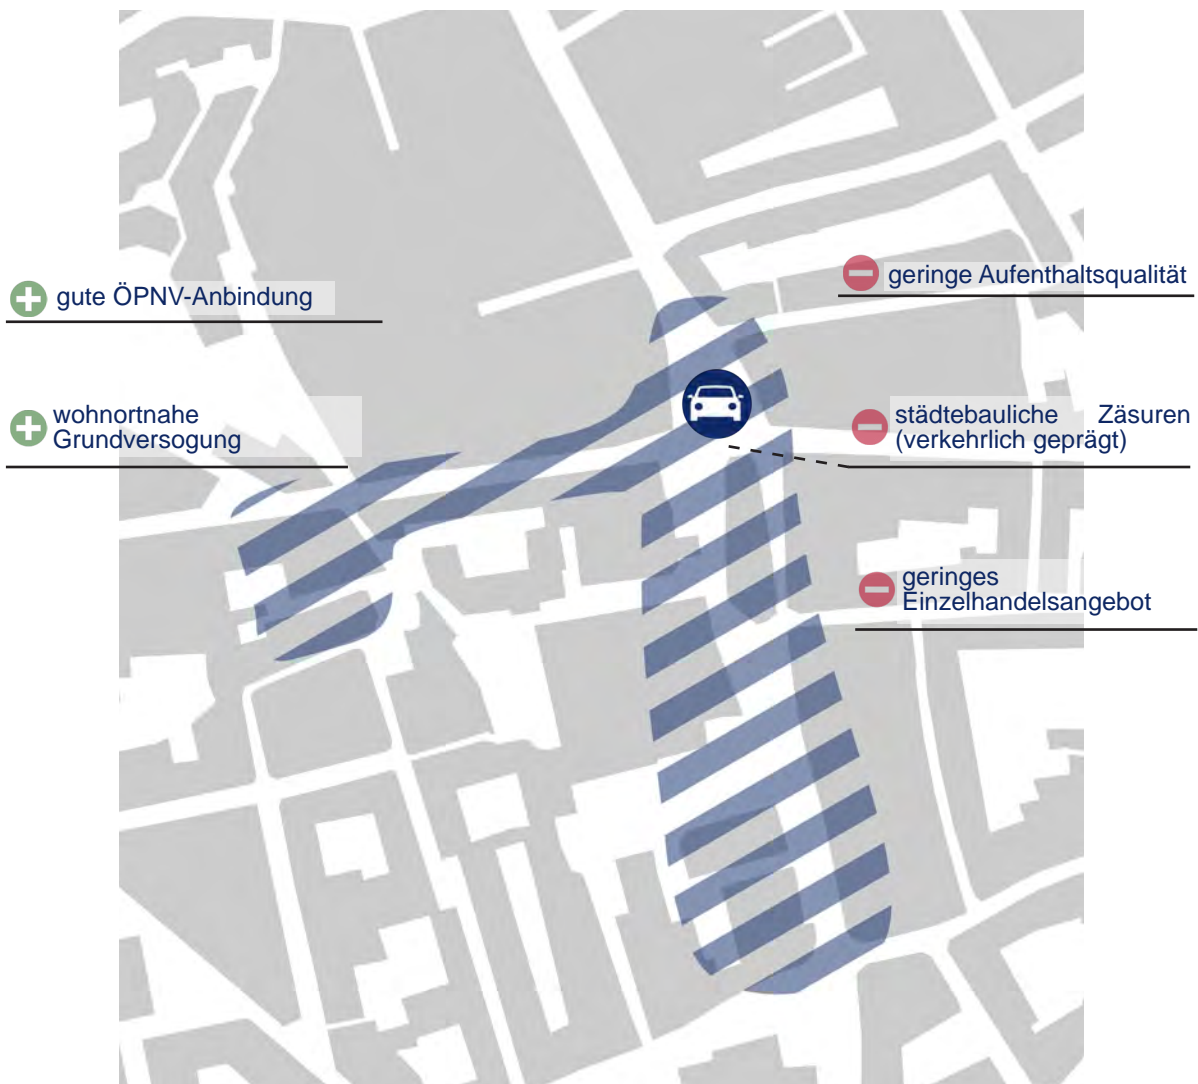 gute ÖPNV-Anbindung
wohnortnahe
Grundversogung
geringe Aufenthaltsqualität
städtebauliche Zäsuren
(verkehrlich geprägt)
geringes
Einzelhandelsangebot